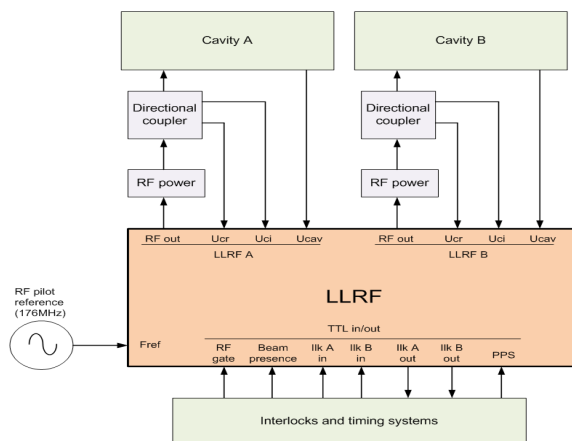 Cavity A
Cavity B
Directional
coupler
Directional
coupler
RF power
RF power
RF out Ucr Uci Ucav
LLRF A
RF out Ucr Uci Ucav
LLRF B
LLRF
RF pilot
reference
(176MHz)
Fref
TTL in/out
RF
gate
Beam
presence
Ilk A
in
Ilk B
in
Ilk A
out
Ilk B
out
PPS
Interlocks and timing systems